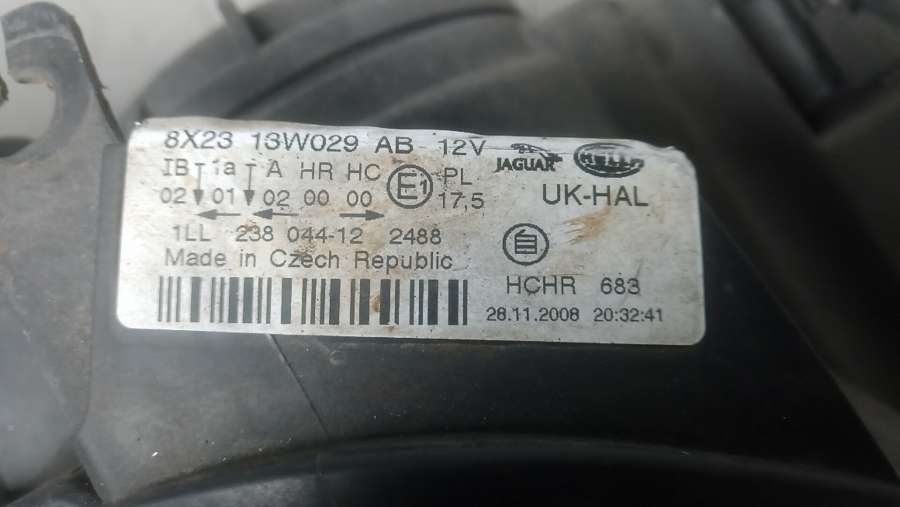 8X23 13W029 AB 12V
JAGUAR HELLA
IB 1a A HR HC E1 PL
02 01 02 00 00 17,5
UK-HAL
1LL 238 044-12 2488
Made in Czech Republic
HCHR 683
28.11.2008 20:32:41